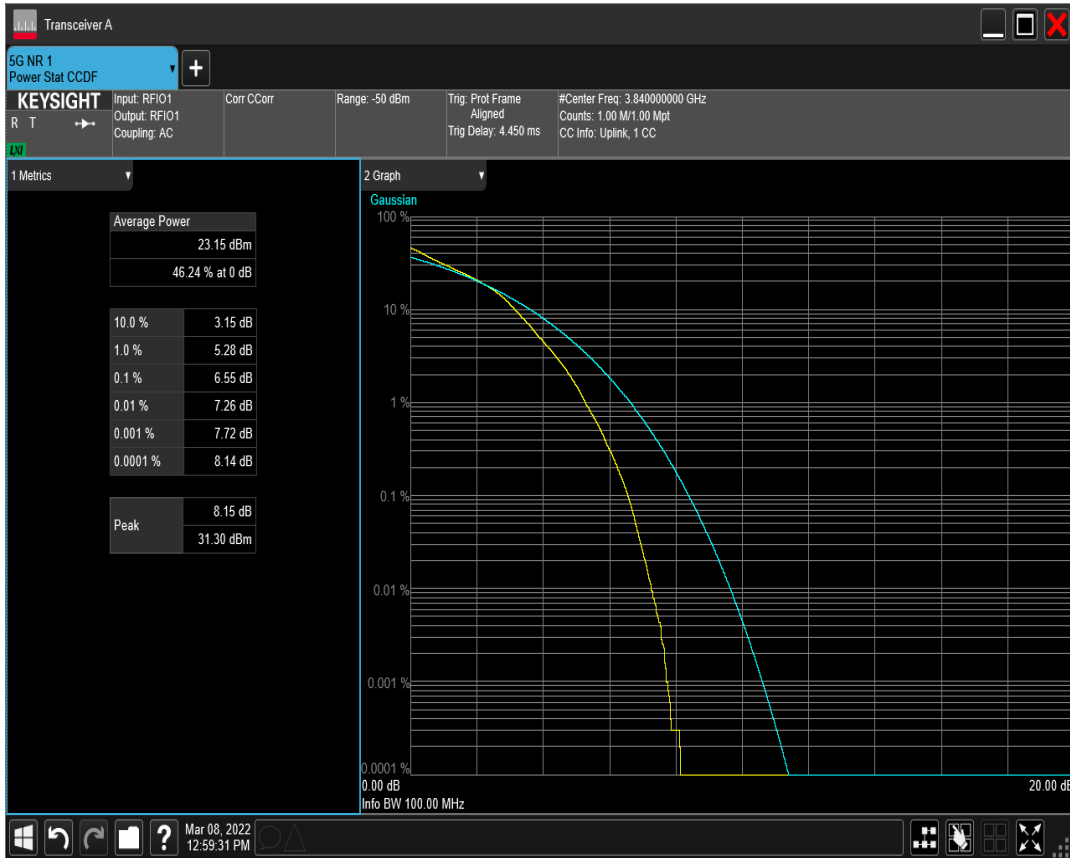 Transceiver A
5G NR 1
Power Stat CCDF
+
KEYSIGHT
R T
LXI
Input: RFIO1
Output: RFIO1
Coupling: AC
Corr CCorr
Range: -50 dBm
Trig: Prot Frame
Aligned
Trig Delay: 4.450 ms
#Center Freq: 3.840000000 GHz
Counts: 1.00 M/1.00 Mpt
CC Info: Uplink, 1 CC
1 Metrics
Average Power
23.15 dBm
46.24 % at 0 dB
10.0 % 3.15 dB
1.0 % 5.28 dB
0.1 % 6.55 dB
0.01 % 7.26 dB
0.001 % 7.72 dB
0.0001 % 8.14 dB
Peak 8.15 dB
31.30 dBm
2 Graph
Gaussian
100 %
10 %
1 %
0.1 %
0.01 %
0.001 %
0.0001 %
0.00 dB 20.00 dB
Info BW 100.00 MHz
?
Mar 08, 2022
12:59:31 PM